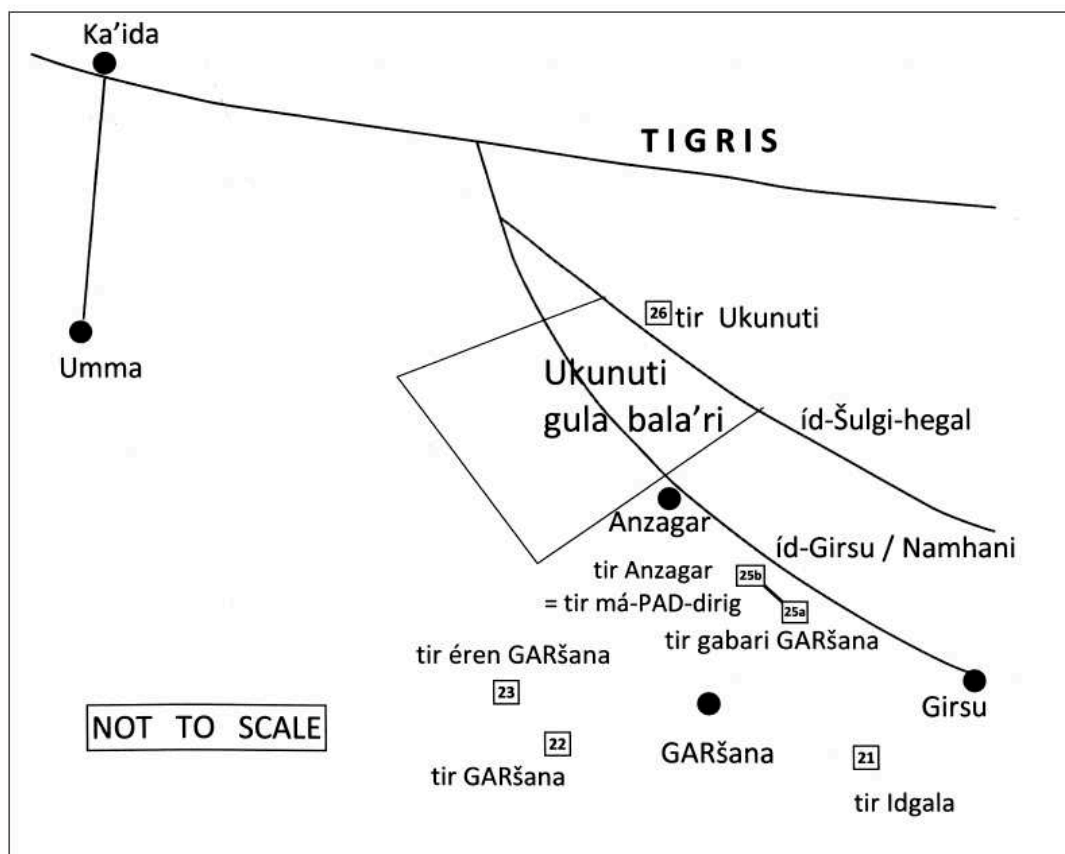 Ka’ida
TIGRIS
26 tir Ukunuti
Umma
Ukunuti
gula bala’ri
íd-Šulgi-hegal
Anzagar
íd-Girsu / Namhani
tir Anzagar
25b
= tir má-PAD-dirig
25a
tir gabari GARšana
tir éren GARšana
23
Girsu
NOT TO SCALE
22
GARšana
21
tir GARšana
tir Idgala